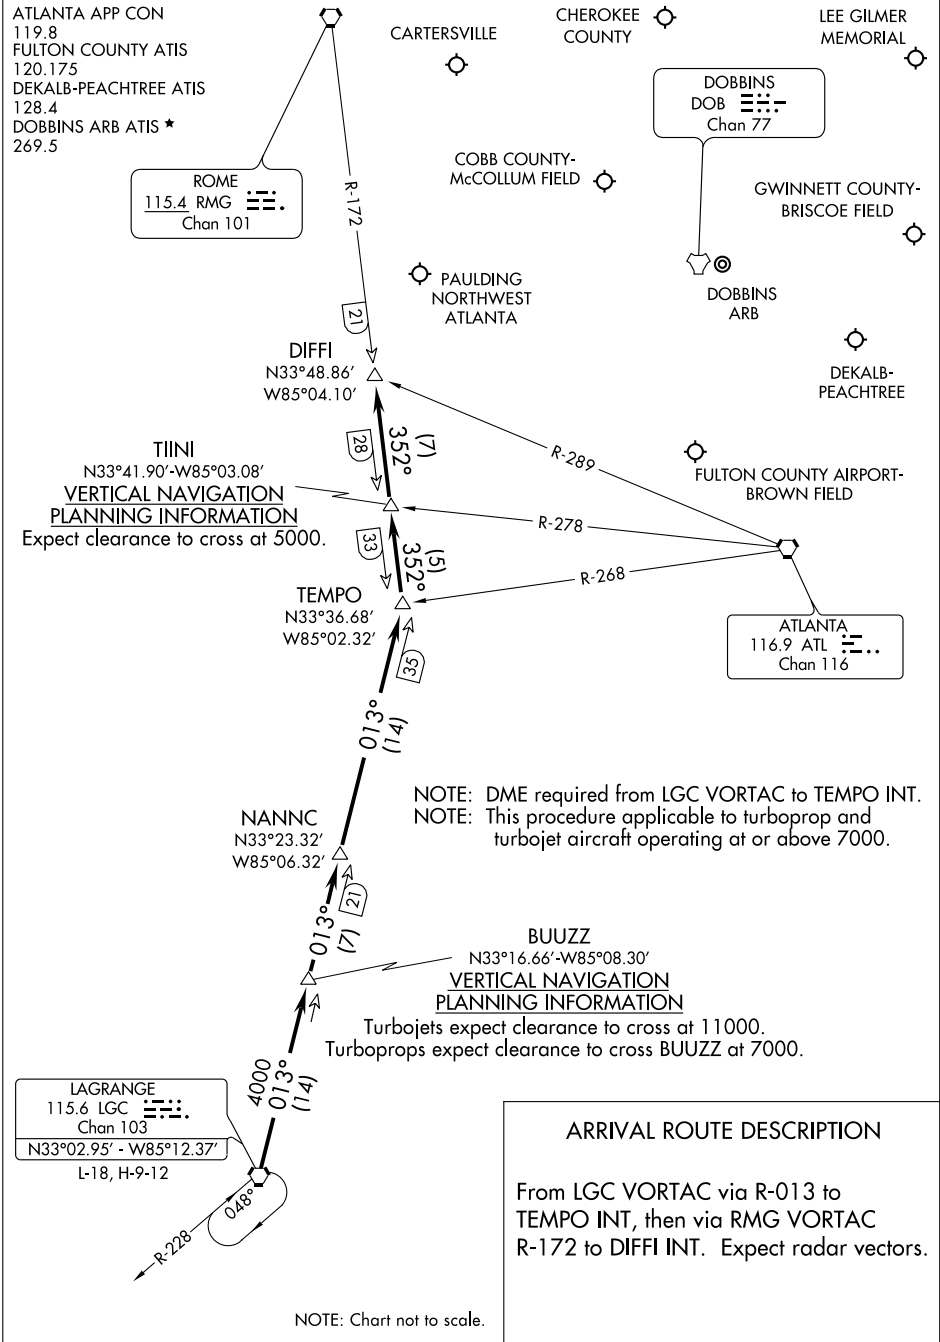 ATLANTA APP CON
119.8
FULTON COUNTY ATIS
120.175
DEKALB-PEACHTREE ATIS
128.4
DOBBINS ARB ATIS ★
269.5
CARTERSVILLE
CHEROKEE
COUNTY
LEE GILMER
MEMORIAL
DOBBINS
DOB
Chan 77
COBB COUNTY-
McCOLLUM FIELD
ROME
115.4 RMG
Chan 101
R-172
GWINNETT COUNTY-
BRISCOE FIELD
PAULDING
NORTHWEST
ATLANTA
DOBBINS
ARB
21
DIFFI
N33°48.86′
W85°04.10′
DEKALB-
PEACHTREE
(7)
352°
28
R-289
TIINI
N33°41.90′-W85°03.08′
VERTICAL NAVIGATION
PLANNING INFORMATION
Expect clearance to cross at 5000.
FULTON COUNTY AIRPORT-
BROWN FIELD
R-278
33
(5)
352°
R-268
TEMPO
N33°36.68′
W85°02.32′
ATLANTA
116.9 ATL
Chan 116
35
013°
(14)
NOTE: DME required from LGC VORTAC to TEMPO INT.
NOTE: This procedure applicable to turboprop and
turbojet aircraft operating at or above 7000.
NANNC
N33°23.32′
W85°06.32′
21
013°
(7)
BUUZZ
N33°16.66′-W85°08.30′
VERTICAL NAVIGATION
PLANNING INFORMATION
Turbojets expect clearance to cross at 11000.
Turboprops expect clearance to cross BUUZZ at 7000.
4000
013°
(14)
LAGRANGE
115.6 LGC
Chan 103
N33°02.95′ - W85°12.37′
L-18, H-9-12
048°
R-228
ARRIVAL ROUTE DESCRIPTION
From LGC VORTAC via R-013 to
TEMPO INT, then via RMG VORTAC
R-172 to DIFFI INT. Expect radar vectors.
NOTE: Chart not to scale.